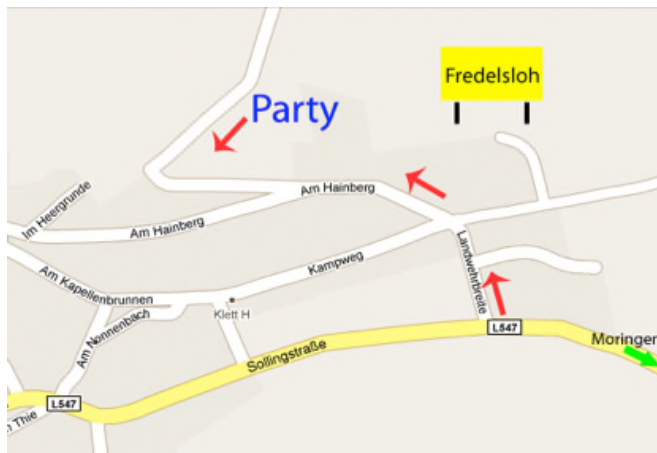 Fredelsloh
Party
Am Hainberg
Im Heergrunde
Am Hainberg
Landwehrbreite
Kampweg
Am Kapellenbrunnen
Klett H
Am Nonnenbach
L547
Moringen
Sollingstraße
L547
m Thie